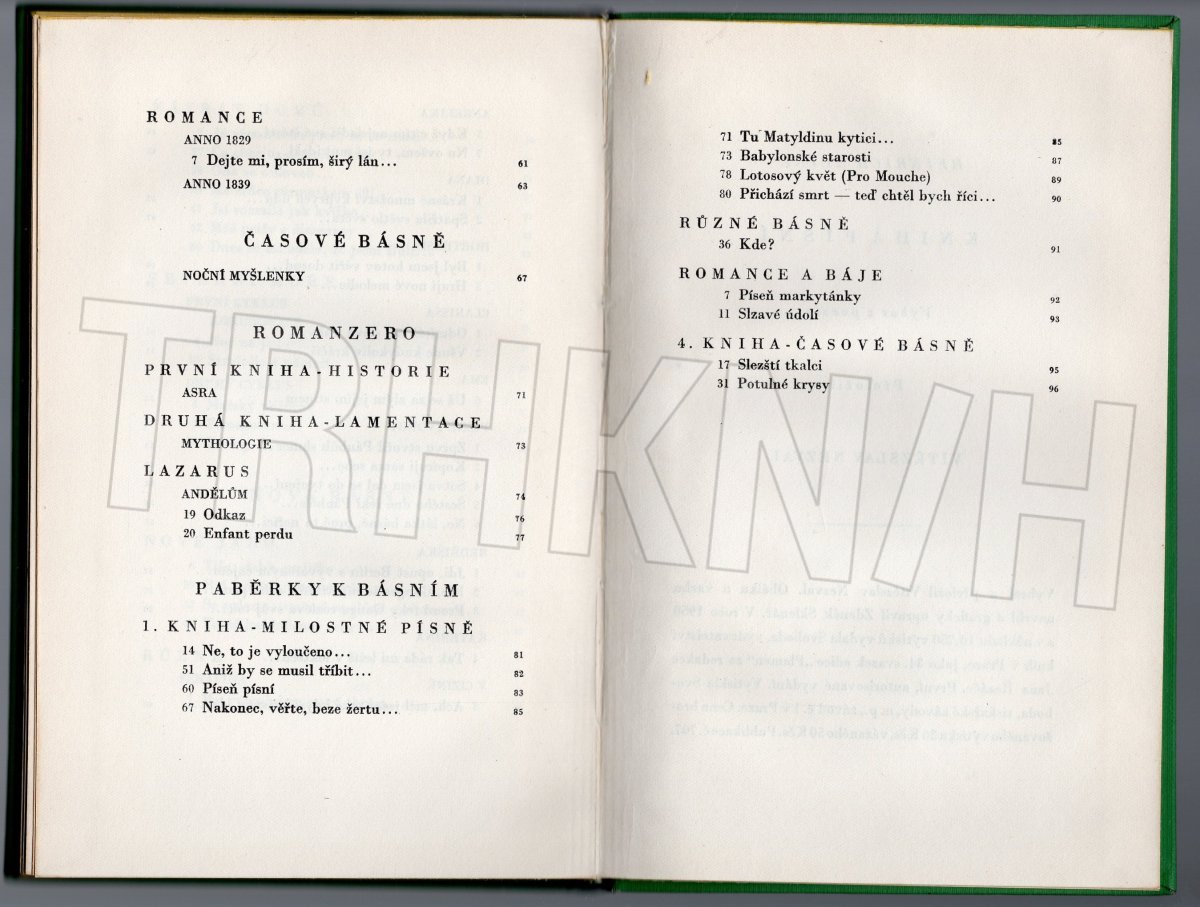 ROMANCE
ANNO 1829
7 Dejte mi, prosím, širý lán... 61
ANNO 1839 63
ČASOVÉ BÁSNĚ
NOČNÍ MYŠLENKY 67
ROMANZERO
PRVNÍ KNIHA-HISTORIE
ASRA 71
DRUHÁ KNIHA-LAMENTACE
MYTHOLOGIE 73
LAZARUS
ANDĚLŮM 74
19 Odkaz 76
20 Enfant perdu 77
PABĚRKY K BÁSNÍM
1. KNIHA-MILOSTNÉ PÍSNĚ
14 Ne, to je vyloučeno... 81
51 Aniž by se musil tříbit... 82
60 Píseň písní 83
67 Nakonec, věřte, beze žertu... 85
71 Tu Matyldinu kytici... 85
73 Babylonské starosti 87
78 Lotosový květ (Pro Mouche) 89
80 Přichází smrt — teď chtěl bych říci... 90
RŮZNÉ BÁSNĚ
36 Kde? 91
ROMANCE A BÁJE
7 Píseň markytánky 92
11 Slzavé údolí 93
4. KNIHA-ČASOVÉ BÁSNĚ
17 Slezští tkalci 95
31 Potulné krysy 96
TRHKNIH